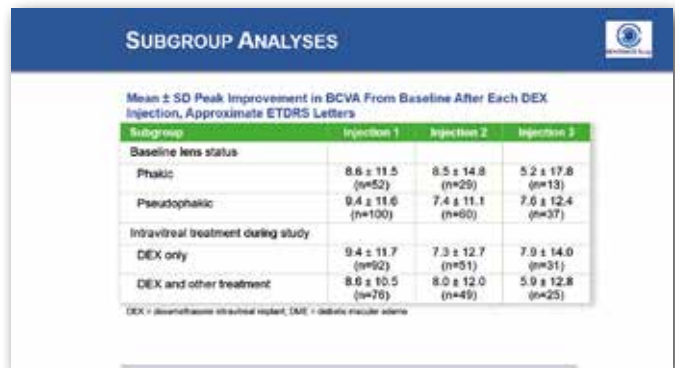 SUBGROUP ANALYSES
Mean ± SD Peak Improvement in BCVA From Baseline After Each DEX
Injection, Approximate ETDRS Letters
Subgroup Injection 1 Injection 2 Injection 3
Baseline lens status
Phakic 8.6 ± 11.5 (n=52) 8.5 ± 14.8 (n=29) 5.2 ± 17.8 (n=13)
Pseudophakic 9.4 ± 11.6 (n=100) 7.4 ± 11.1 (n=60) 7.6 ± 12.4 (n=37)
Intravitreal treatment during study
DEX only 9.4 ± 11.7 (n=92) 7.3 ± 12.7 (n=51) 7.9 ± 14.0 (n=31)
DEX and other treatment 8.6 ± 10.5 (n=76) 8.0 ± 12.0 (n=49) 5.9 ± 12.8 (n=25)
DEX = dexamethasone intravitreal implant; DME = diabetic macular edema